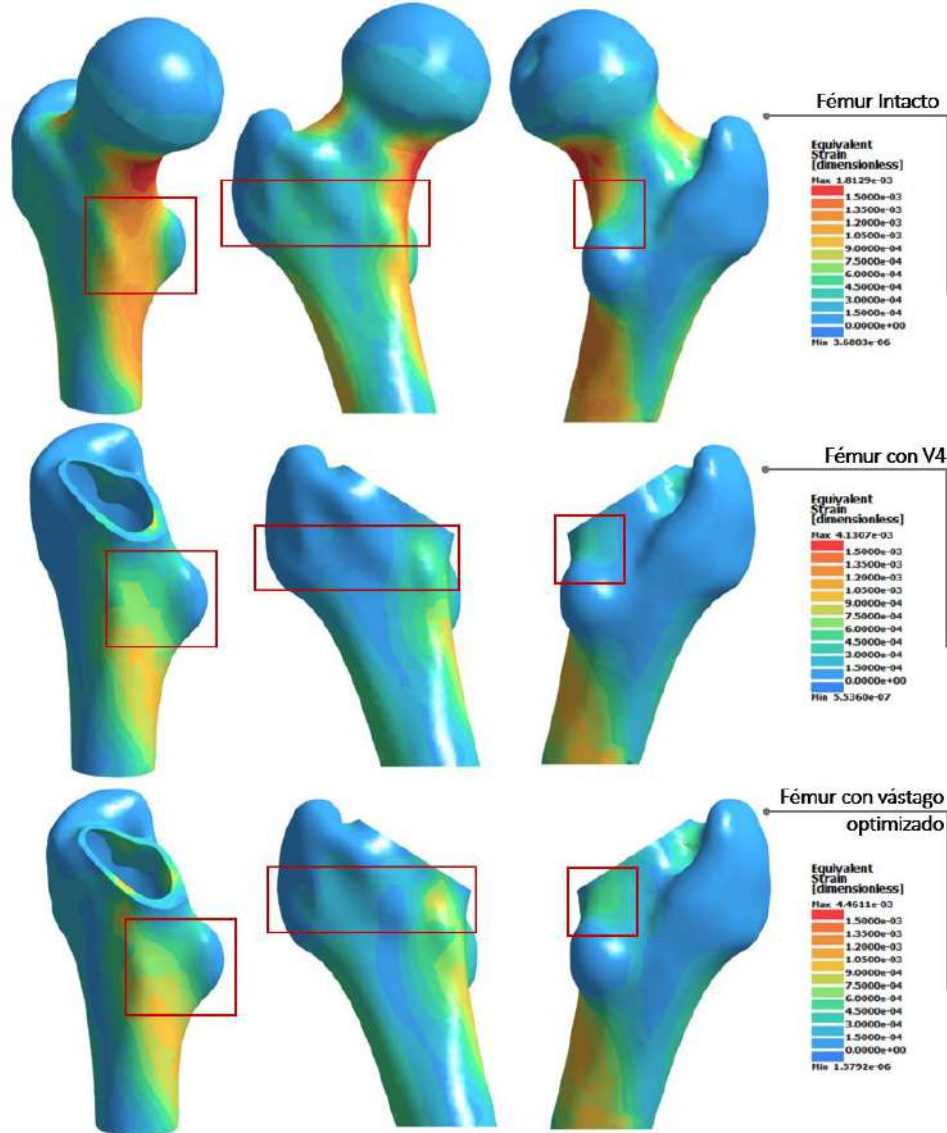 Fémur Intacto
Equivalent
Strain
[dimensionless]
Max 1.8129e-03
1.5000e-03
1.3500e-03
1.2000e-03
1.0500e-03
9.0000e-04
7.5000e-04
6.0000e-04
4.5000e-04
3.0000e-04
1.5000e-04
0.0000e+00
Min 3.6803e-06
Fémur con V4
Equivalent
Strain
[dimensionless]
Max 4.1307e-03
1.5000e-03
1.3500e-03
1.2000e-03
1.0500e-03
9.0000e-04
7.5000e-04
6.0000e-04
4.5000e-04
3.0000e-04
1.5000e-04
0.0000e+00
Min 5.5360e-07
Fémur con vástago
optimizado
Equivalent
Strain
[dimensionless]
Max 4.4611e-03
1.5000e-03
1.3500e-03
1.2000e-03
1.0500e-03
9.0000e-04
7.5000e-04
6.0000e-04
4.5000e-04
3.0000e-04
1.5000e-04
0.0000e+00
Min 1.5792e-06